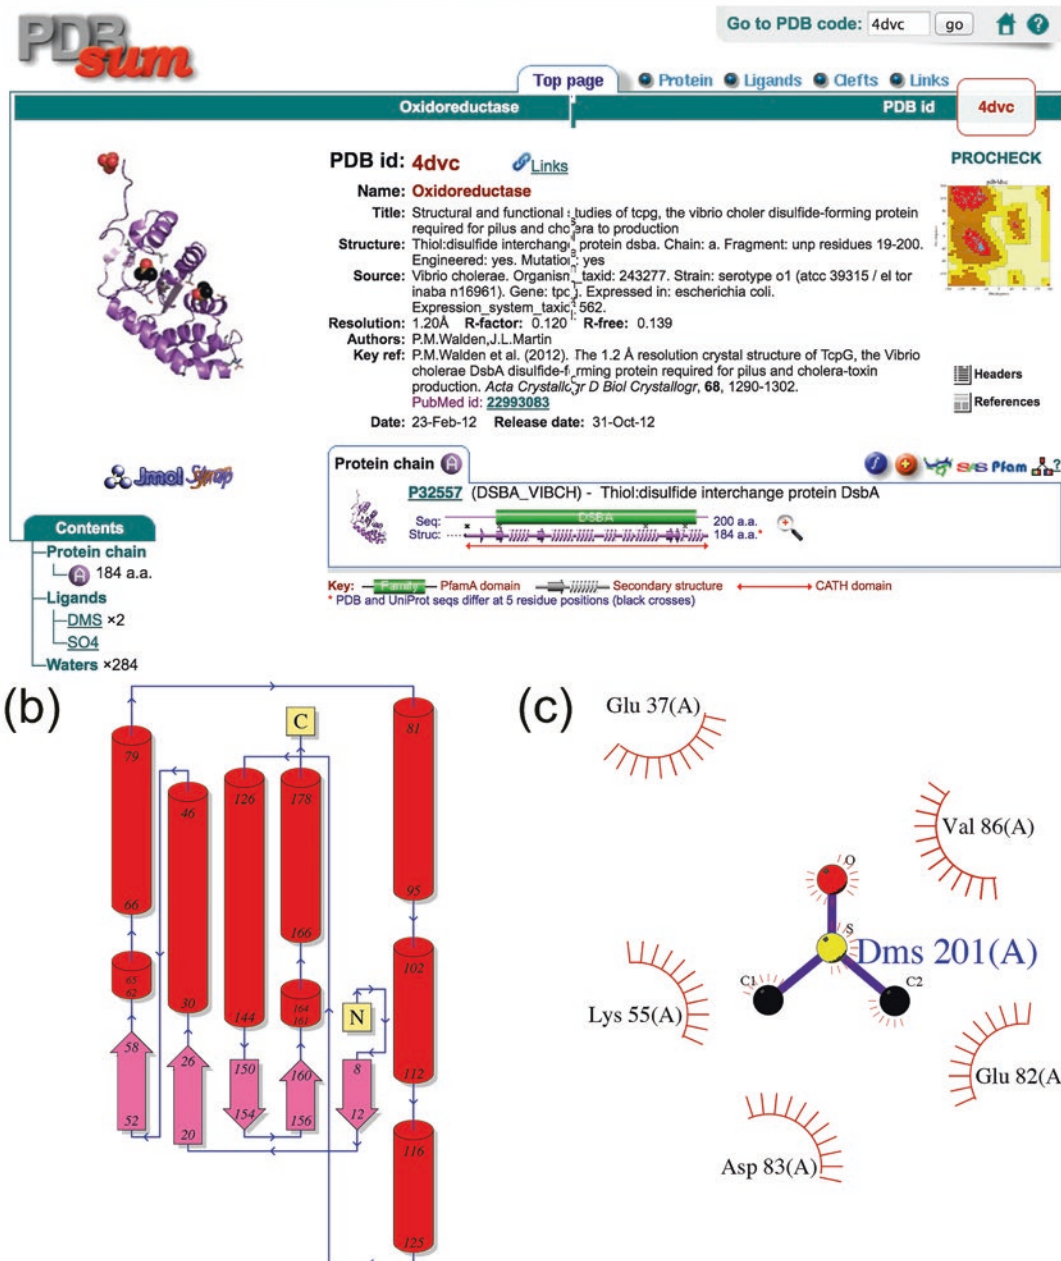 PDB
sum
Go to PDB code: 4dvc go
Top page Protein Ligands Clefts Links
Oxidoreductase PDB id 4dvc
PDB id: 4dvc Links
PROCHECK
Name: Oxidoreductase
Title: Structural and functional studies of tcpg, the vibrio choler disulfide-forming protein
required for pilus and cholera to production
Structure: Thiol:disulfide interchange protein dsba. Chain: a. Fragment: unp residues 19-200.
Engineered: yes. Mutation: yes
Source: Vibrio cholerae. Organism_taxid: 243277. Strain: serotype o1 (atcc 39315 / el tor
inaba n16961). Gene: tpcg. Expressed in: escherichia coli.
Expression_system_taxid: 562.
Resolution: 1.20Å R-factor: 0.120 R-free: 0.139
Authors: P.M.Walden,J.L.Martin
Key ref: P.M.Walden et al. (2012). The 1.2 Å resolution crystal structure of TcpG, the Vibrio
cholerae DsbA disulfide-forming protein required for pilus and cholera-toxin
production. Acta Crystallogr D Biol Crystallogr, 68, 1290-1302.
PubMed id: 22993083
Date: 23-Feb-12 Release date: 31-Oct-12
Headers
References
Jmol
Protein chain A
SAS Pfam ?
P32557 (DSBA_VIBCH) - Thiol:disulfide interchange protein DsbA
Seq: DSBA 200 a.a.
Struc: 184 a.a.*
Key: Family PfamA domain Secondary structure CATH domain
* PDB and UniProt seqs differ at 5 residue positions (black crosses)
Contents
Protein chain
A 184 a.a.
Ligands
DMS ×2
SO4
Waters ×284
(b)
C
N
79
66
65
62
58
52
46
30
26
20
126
144
150
154
178
166
164
161
160
156
8
12
81
95
102
112
116
125
(c)
Glu 37(A)
Val 86(A)
O
S
Dms 201(A)
C1
C2
Lys 55(A)
Glu 82(A
Asp 83(A)